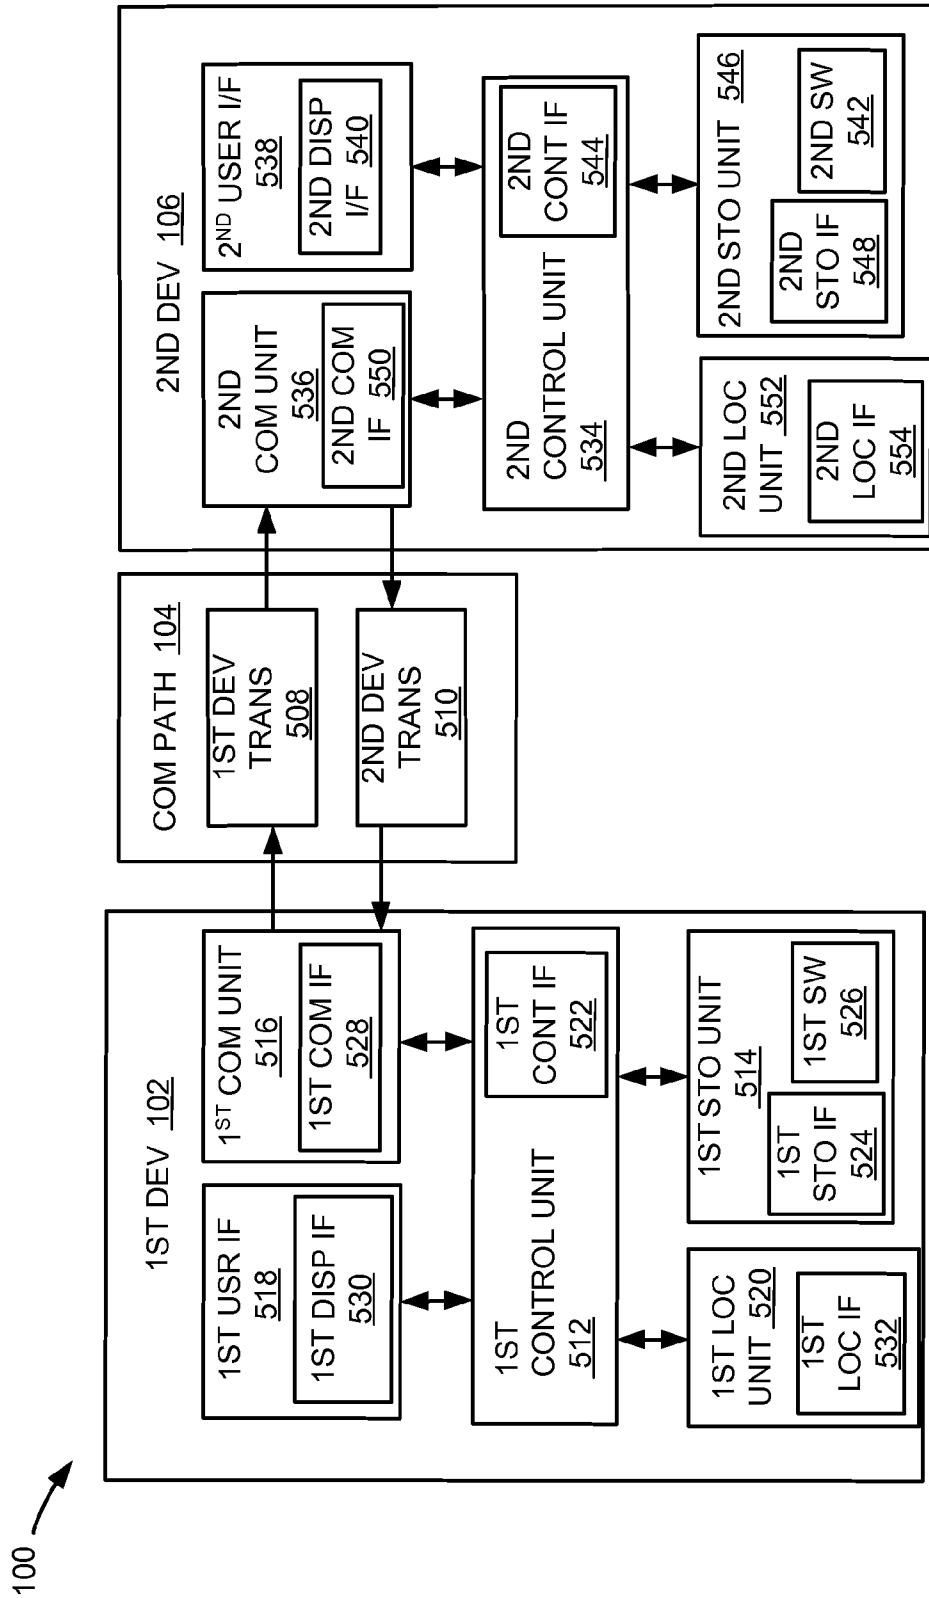 100
1ST DEV 102
1ST USR IF
518
1ST DISP IF
530
1ST COM UNIT
516
1ST COM IF
528
1ST
CONTROL UNIT
512
1ST
CONT IF
522
1ST LOC
UNIT 520
1ST
LOC IF
532
1ST STO UNIT
514
1ST
STO IF
524
1ST SW
526
COM PATH 104
1ST DEV
TRANS
508
2ND DEV
TRANS
510
2ND DEV 106
2ND
COM UNIT
536
2ND COM
IF 550
2ND USER I/F
538
2ND DISP
I/F 540
2ND
CONTROL UNIT
534
2ND
CONT IF
544
2ND LOC
UNIT 552
2ND
LOC IF
554
2ND STO UNIT 546
2ND
STO IF
548
2ND SW
542